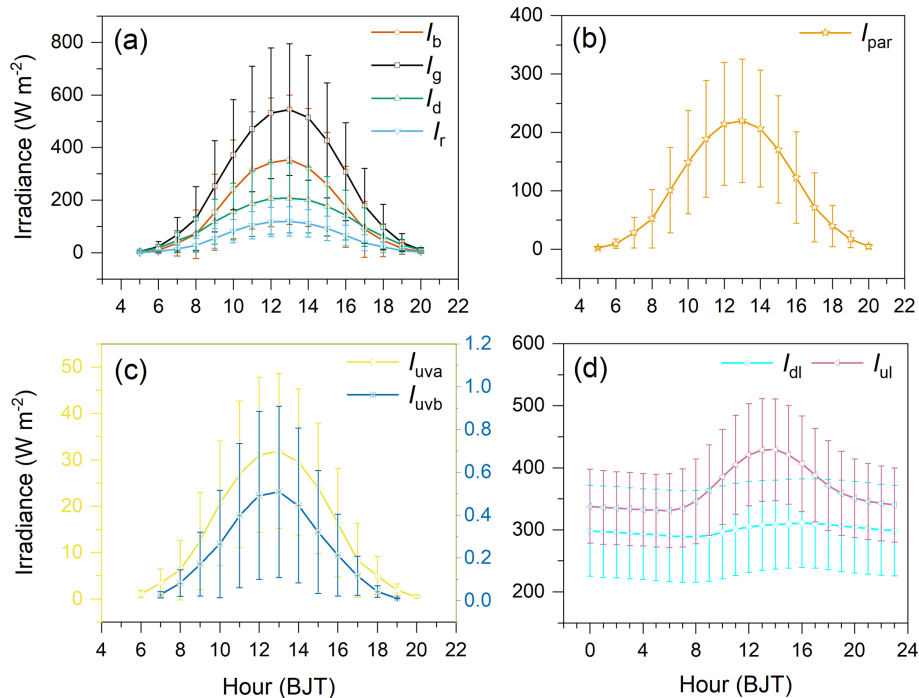 (a)
I_b
I_g
I_d
I_r
Irradiance (W m⁻²)
800
600
400
200
0
4 6 8 10 12 14 16 18 20 22
(b)
I_par
400
300
200
100
0
4 6 8 10 12 14 16 18 20 22
(c)
I_uva
I_uvb
Irradiance (W m⁻²)
50
40
30
20
10
0
1.2
1.0
0.8
0.6
0.4
0.2
0.0
4 6 8 10 12 14 16 18 20 22
Hour (BJT)
(d)
I_dl I_ul
600
500
400
300
200
0 4 8 12 16 20 24
Hour (BJT)